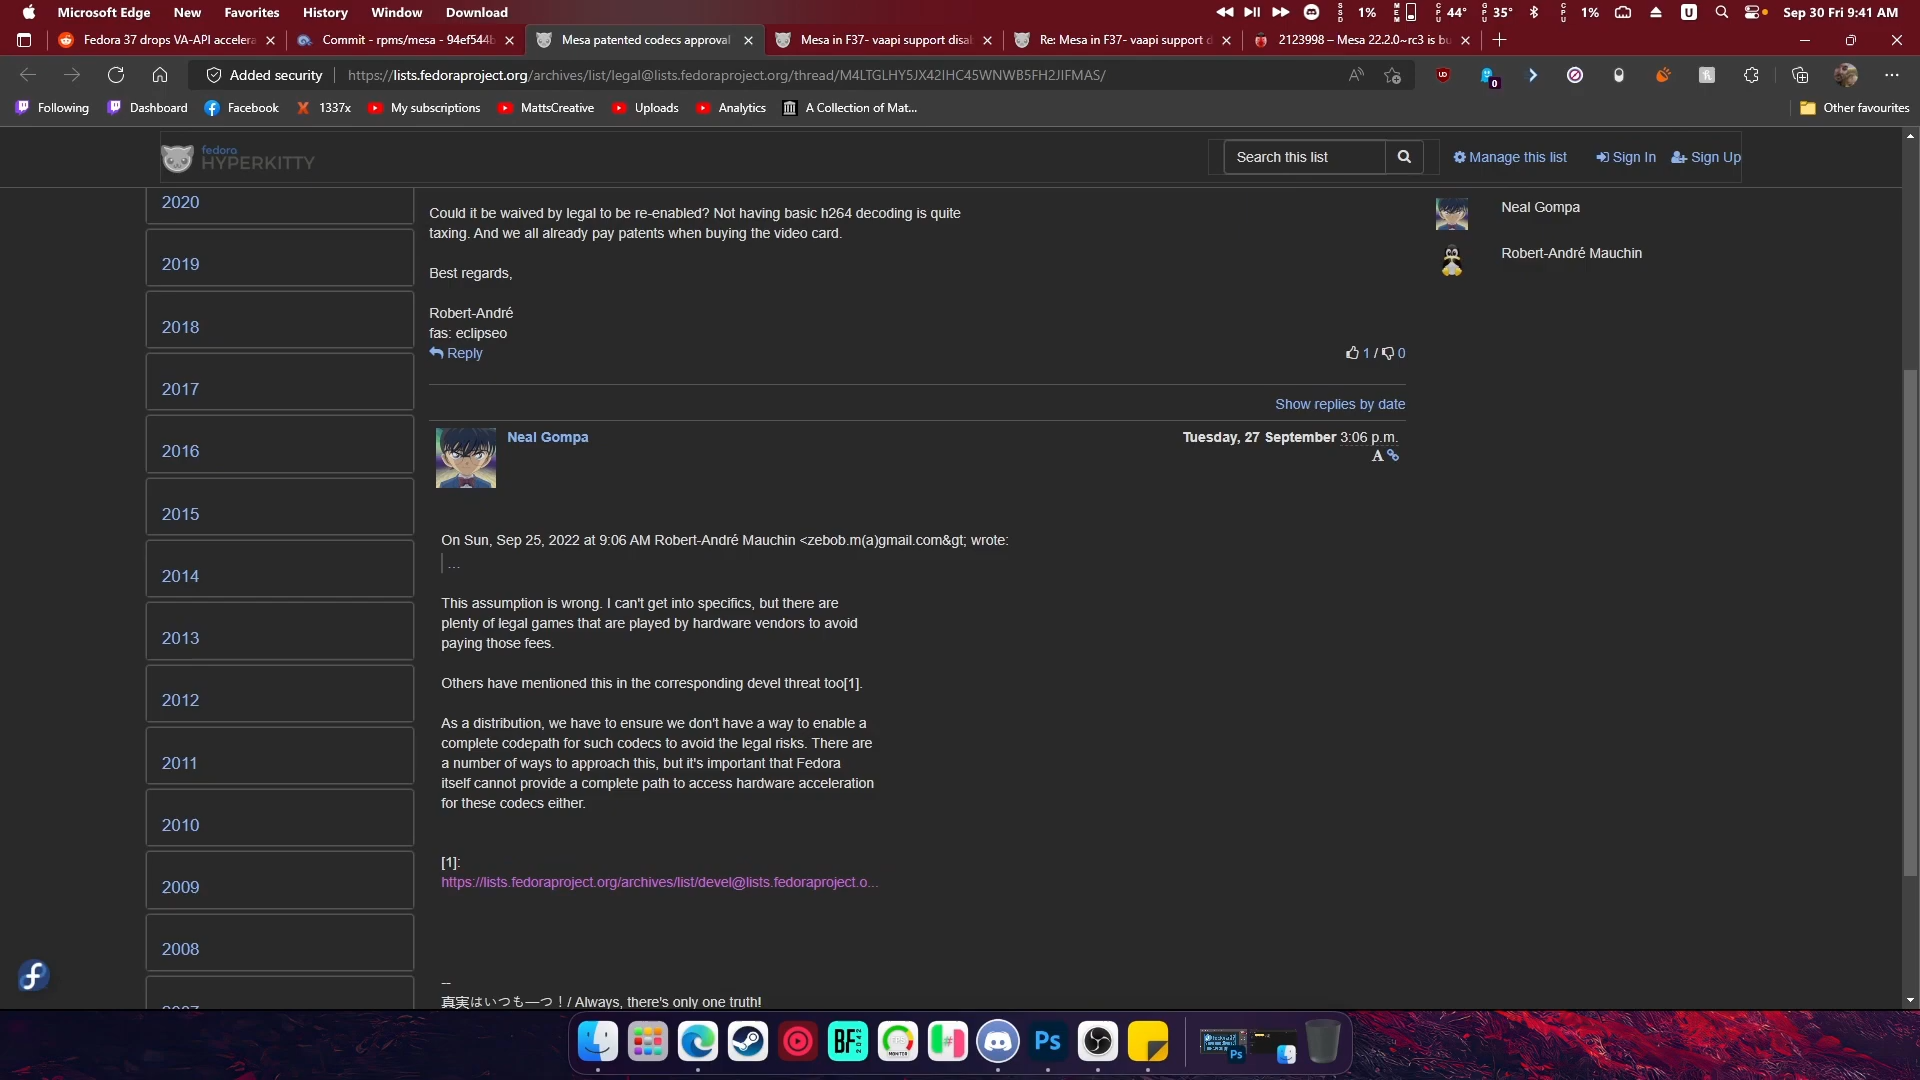 Microsoft Edge New Favorites History Window Download
1% 44° 35° 1% U Sep 30 Fri 9:41 AM
Fedora 37 drops VA-API accelera
Commit - rpms/mesa - 94ef544b
Mesa patented codecs approval
Mesa in F37- vaapi support disa
Re: Mesa in F37- vaapi support d
2123998 – Mesa 22.2.0~rc3 is bu
Added security
https://lists.fedoraproject.org/archives/list/legal@lists.fedoraproject.org/thread/M4LTGLHY5JX42IHC45WNWB5FH2JIFMAS/
Following
Dashboard
Facebook
1337x
My subscriptions
MattsCreative
Uploads
Analytics
A Collection of Mat...
Other favourites
fedora
HYPERKITTY
Search this list
Manage this list
Sign In
Sign Up
2020
2019
2018
2017
2016
2015
2014
2013
2012
2011
2010
2009
2008
Could it be waived by legal to be re-enabled? Not having basic h264 decoding is quite
taxing. And we all already pay patents when buying the video card.
Best regards,
Robert-André
fas: eclipseo
Reply
1 / 0
Show replies by date
Neal Gompa
Robert-André Mauchin
Neal Gompa
Tuesday, 27 September 3:06 p.m.
A
On Sun, Sep 25, 2022 at 9:06 AM Robert-André Mauchin <zebob.m(a)gmail.com&gt; wrote:
...
This assumption is wrong. I can't get into specifics, but there are
plenty of legal games that are played by hardware vendors to avoid
paying those fees.
Others have mentioned this in the corresponding devel threat too[1].
As a distribution, we have to ensure we don't have a way to enable a
complete codepath for such codecs to avoid the legal risks. There are
a number of ways to approach this, but it's important that Fedora
itself cannot provide a complete path to access hardware acceleration
for these codecs either.
[1]:
https://lists.fedoraproject.org/archives/list/devel@lists.fedoraproject.o...
--
真実はいつも一つ！/ Always, there's only one truth!
BF 2042
MONITOR
Ps
Ps